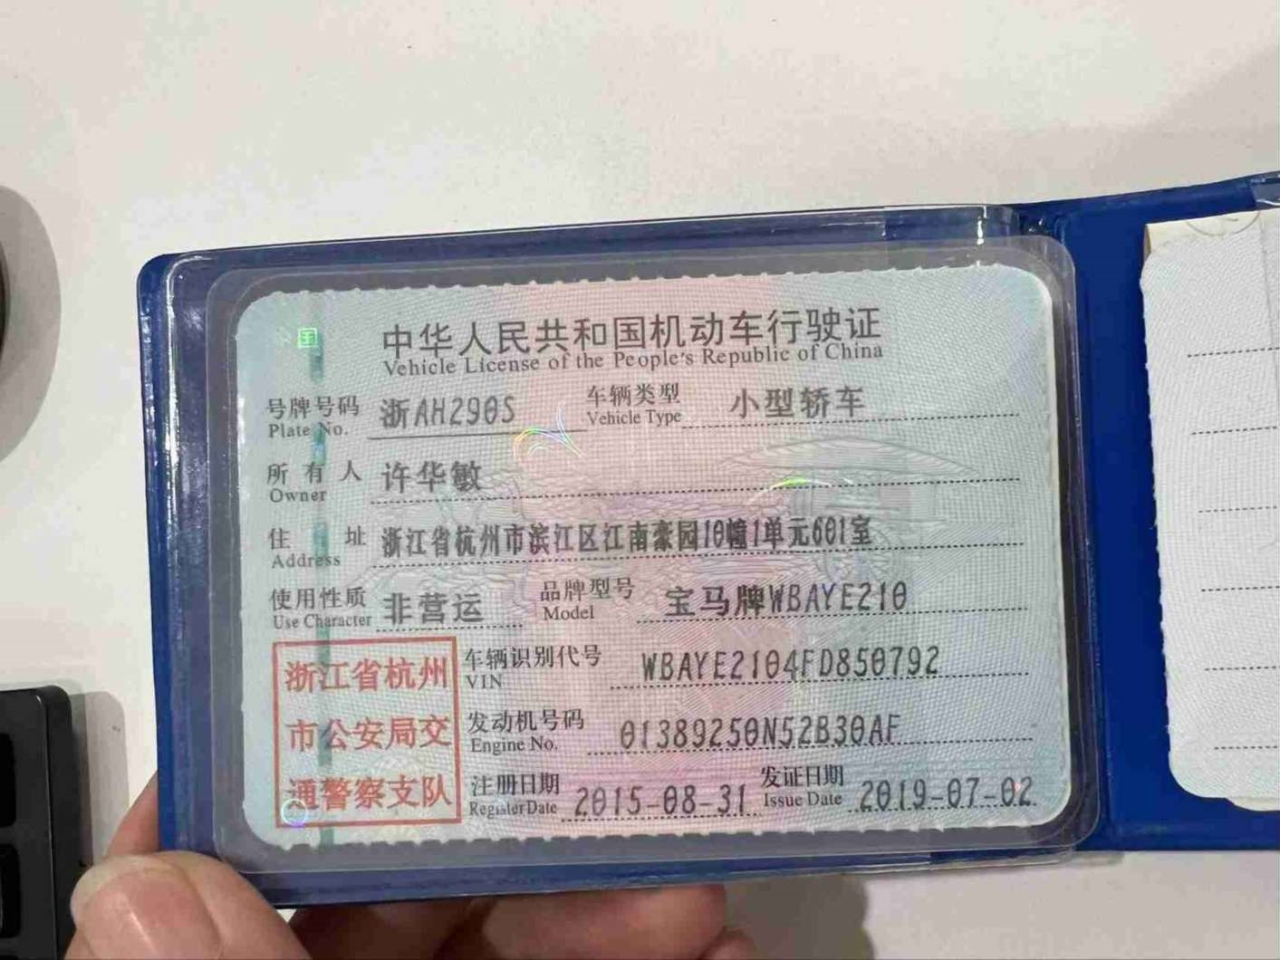 中华人民共和国机动车行驶证
Vehicle License of the People's Republic of China
号牌号码 浙AH290S 车辆类型 小型轿车
Plate No. Vehicle Type
所有人 许华敏
Owner
住址 浙江省杭州市滨江区江南豪园10幢1单元601室
Address
使用性质 非营运 品牌型号 宝马牌WBAYE210
Use Character Model
浙江省杭州
市公安局交
通警察支队
车辆识别代号 WBAYE2104FD850792
VIN
发动机号码 01389250N52B30AF
Engine No.
注册日期 2015-08-31 发证日期 2019-07-02
Register Date Issue Date